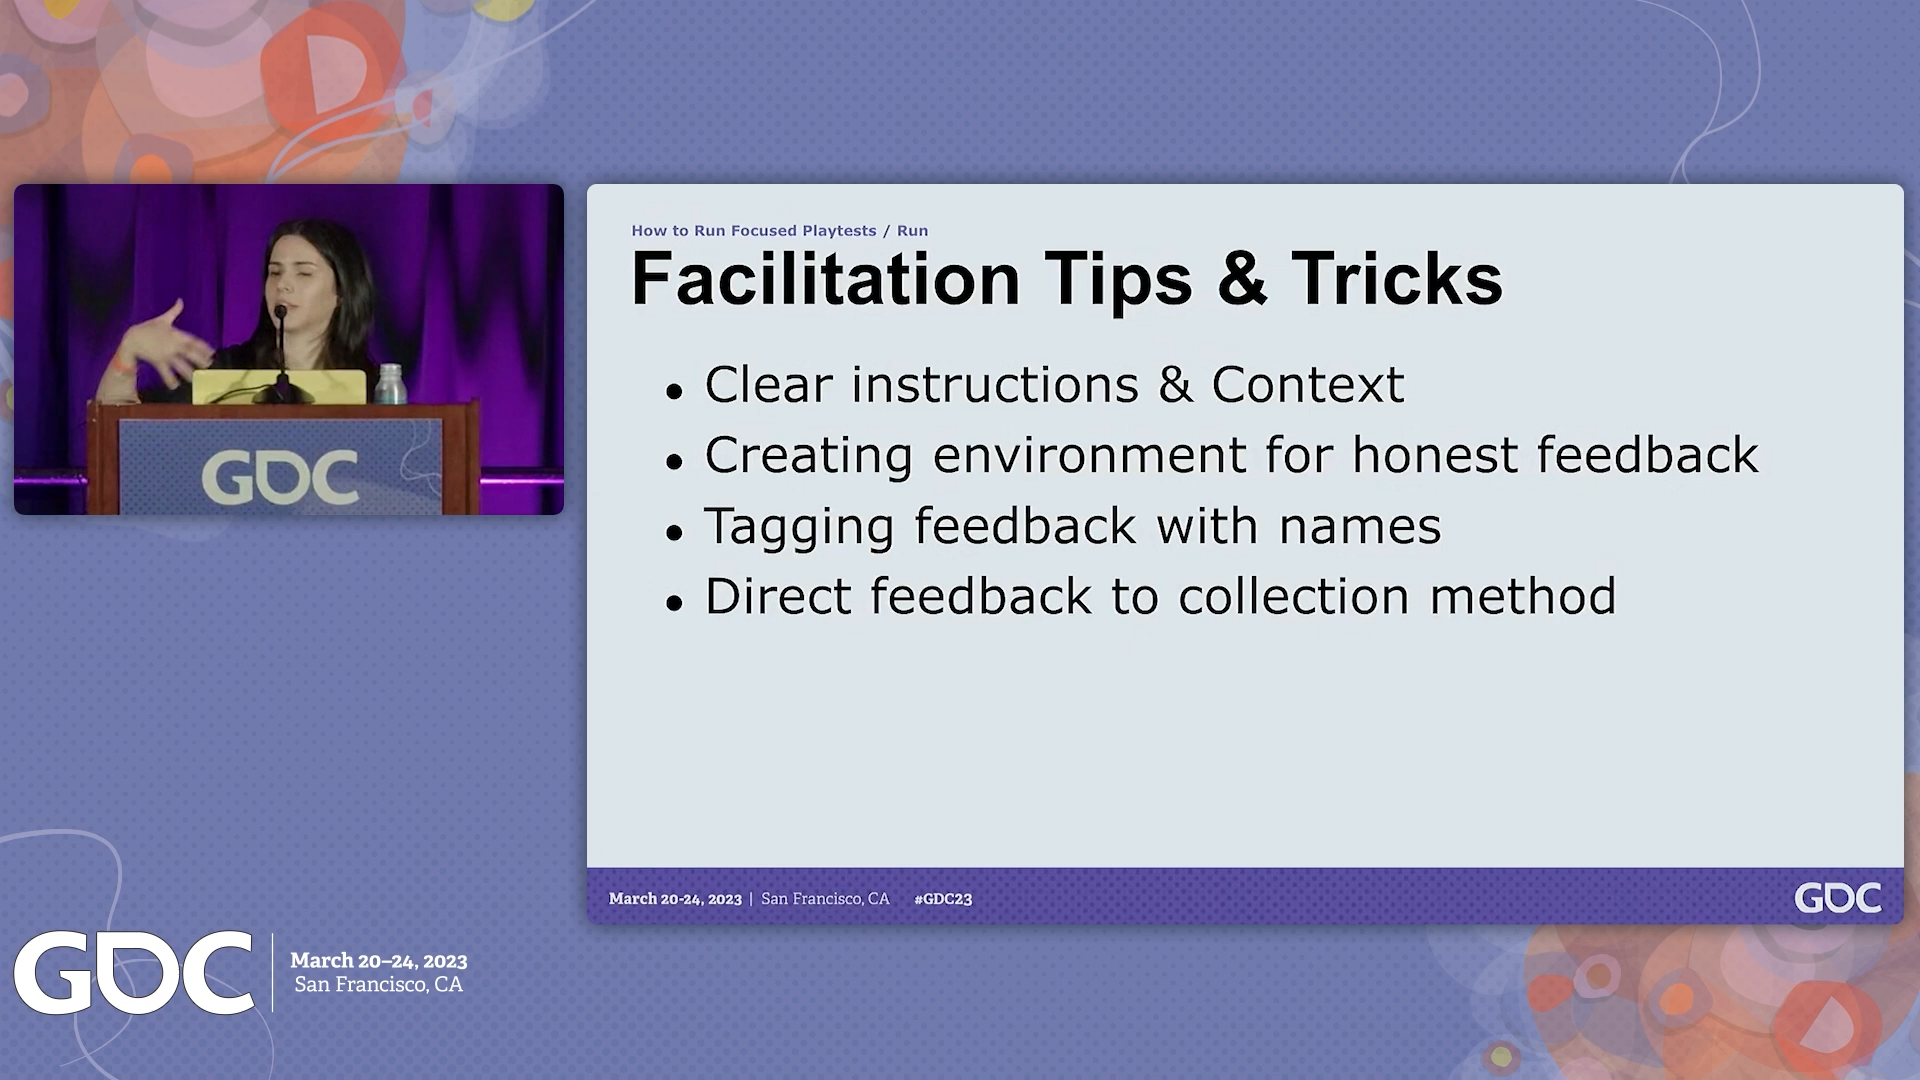 GDC
How to Run Focused Playtests / Run
Facilitation Tips & Tricks
• Clear instructions & Context
• Creating environment for honest feedback
• Tagging feedback with names
• Direct feedback to collection method
March 20-24, 2023 | San Francisco, CA #GDC23
GDC
GDC
March 20–24, 2023
San Francisco, CA